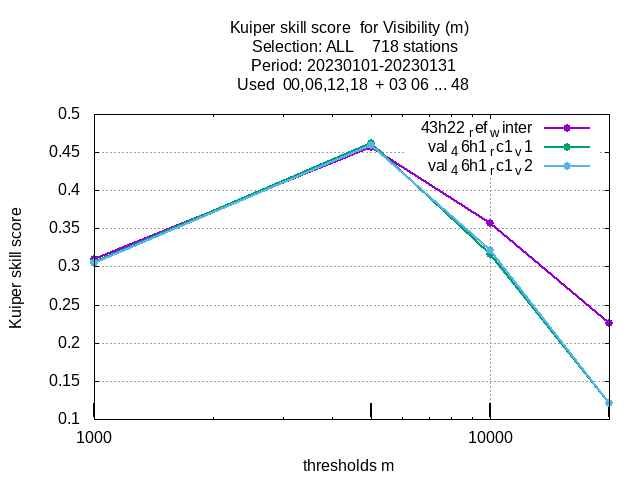 Kuiper skill score for Visibility (m)
Selection: ALL 718 stations
Period: 20230101-20230131
Used 00,06,12,18 + 03 06 ... 48
43h22_ref_winter
val_46h1_rc1_v1
val_46h1_rc1_v2
0.5
0.45
0.4
0.35
0.3
0.25
0.2
0.15
0.1
Kuiper skill score
1000
10000
thresholds m